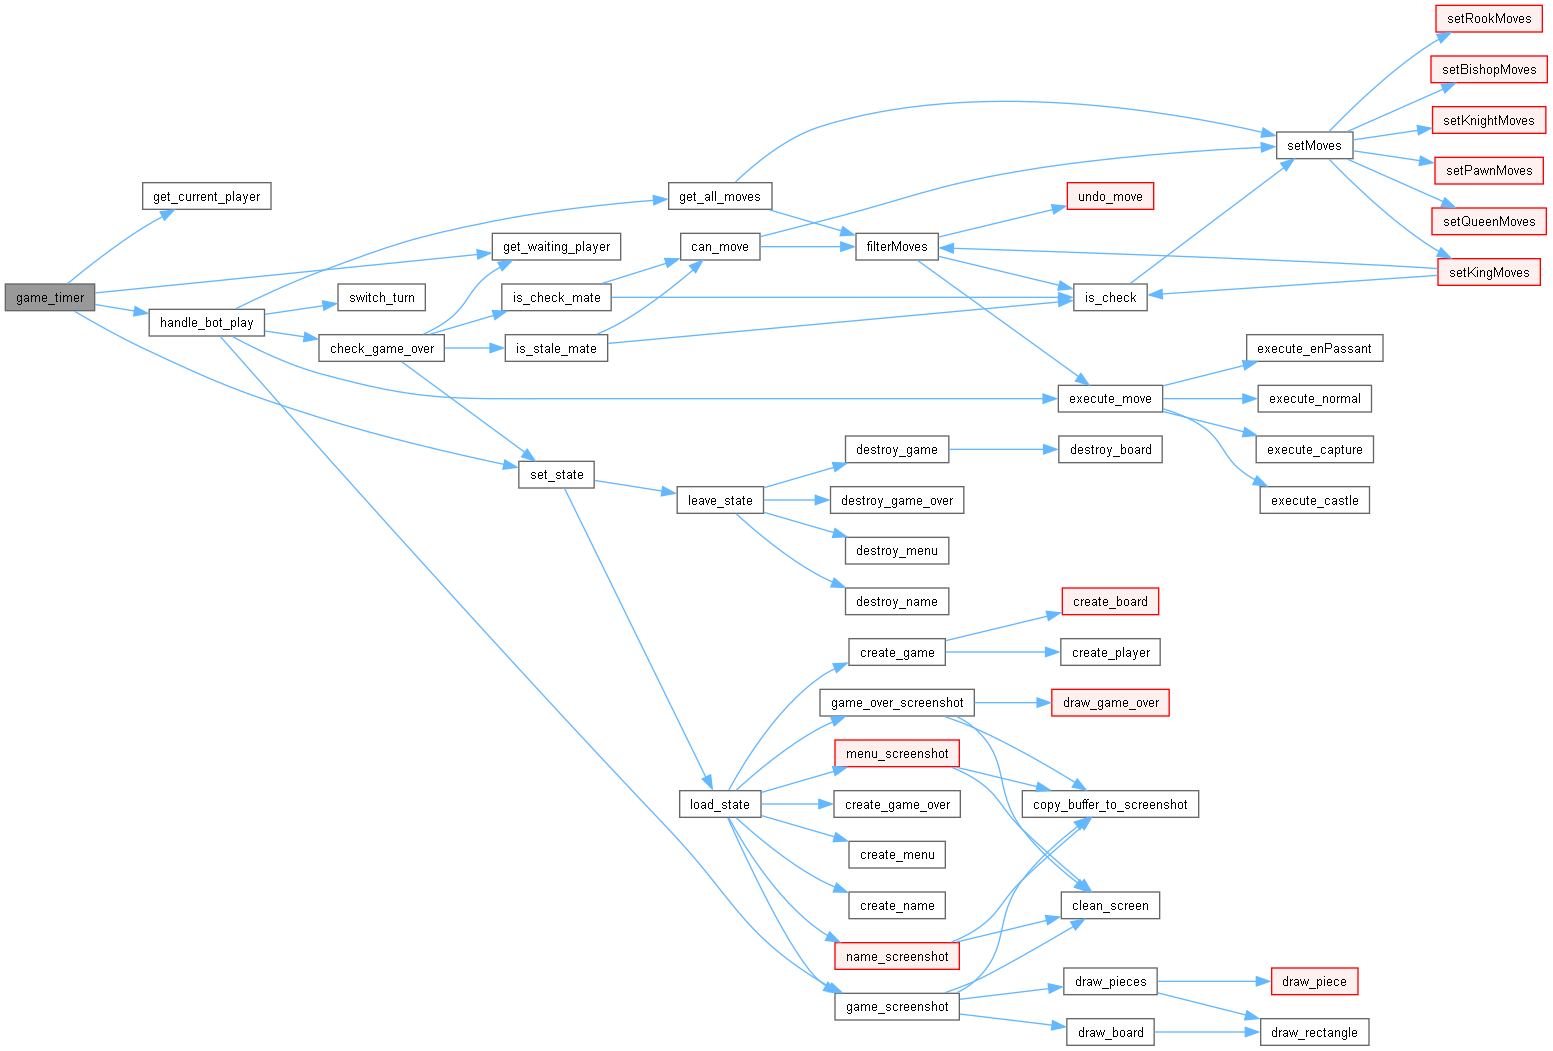 setRookMoves
setBishopMoves
setKnightMoves
setMoves
setPawnMoves
get_current_player
get_all_moves
undo_move
setQueenMoves
get_waiting_player
can_move
filterMoves
setKingMoves
game_timer
switch_turn
is_check_mate
is_check
handle_bot_play
check_game_over
is_stale_mate
execute_enPassant
execute_move
execute_normal
destroy_game
destroy_board
execute_capture
set_state
leave_state
destroy_game_over
execute_castle
destroy_menu
destroy_name
create_board
create_game
create_player
game_over_screenshot
draw_game_over
menu_screenshot
load_state
create_game_over
copy_buffer_to_screenshot
create_menu
create_name
clean_screen
name_screenshot
draw_pieces
draw_piece
game_screenshot
draw_board
draw_rectangle